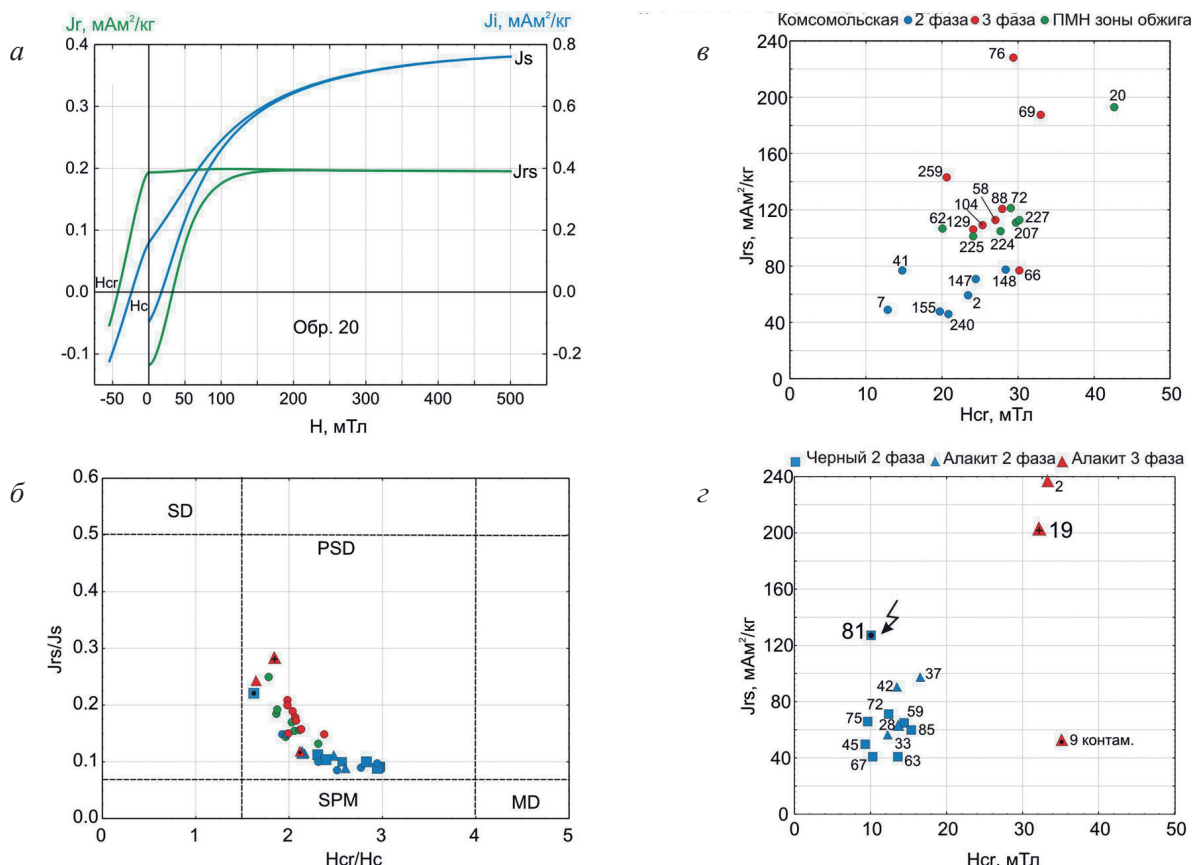 а
Jr, мАм²/кг
Ji, мАм²/кг
0.4 0.3 0.2 0.1 0.0 -0.1
0.8 0.6 0.4 0.2 0.0 -0.2
Js
Jrs
Hcr
Hc
Обр. 20
-50 0 50 100 200 300 400 500
H, мТл
б
Jrs/Js
0.6 0.5 0.4 0.3 0.2 0.1 0.0
SD
PSD
SPM
MD
0 1 2 3 4 5
Hcr/Hc
в
Комсомольская 2 фаза 3 фаза ПМН зоны обжига
Jrs, мАм²/кг
240 200 160 120 80 40 0
76
20
69
259
58
88 72
104
62 129 227
207
225 224
41
147 148 66
7 155 2
240
0 10 20 30 40 50
Hcr, мТл
г
Черный 2 фаза Алакит 2 фаза Алакит 3 фаза
Jrs, мАм²/кг
240 200 160 120 80 40 0
2
19
81
37
42
72 59
75 28 85
45 33
9 контам.
67 63
0 10 20 30 40 50
Hcr, мТл